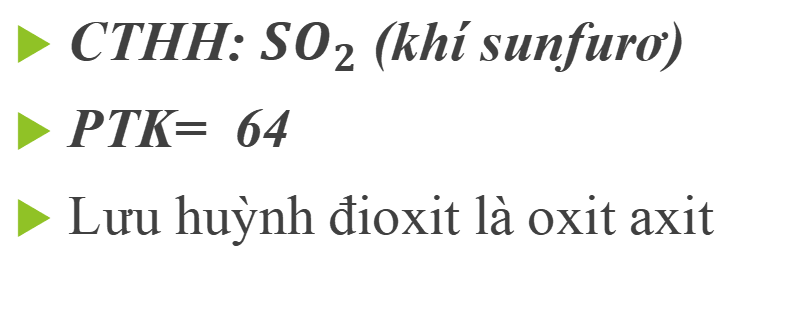 CTHH: SO₂ (khí sunfurơ)
PTK= 64
Lưu huỳnh đioxit là oxit axit